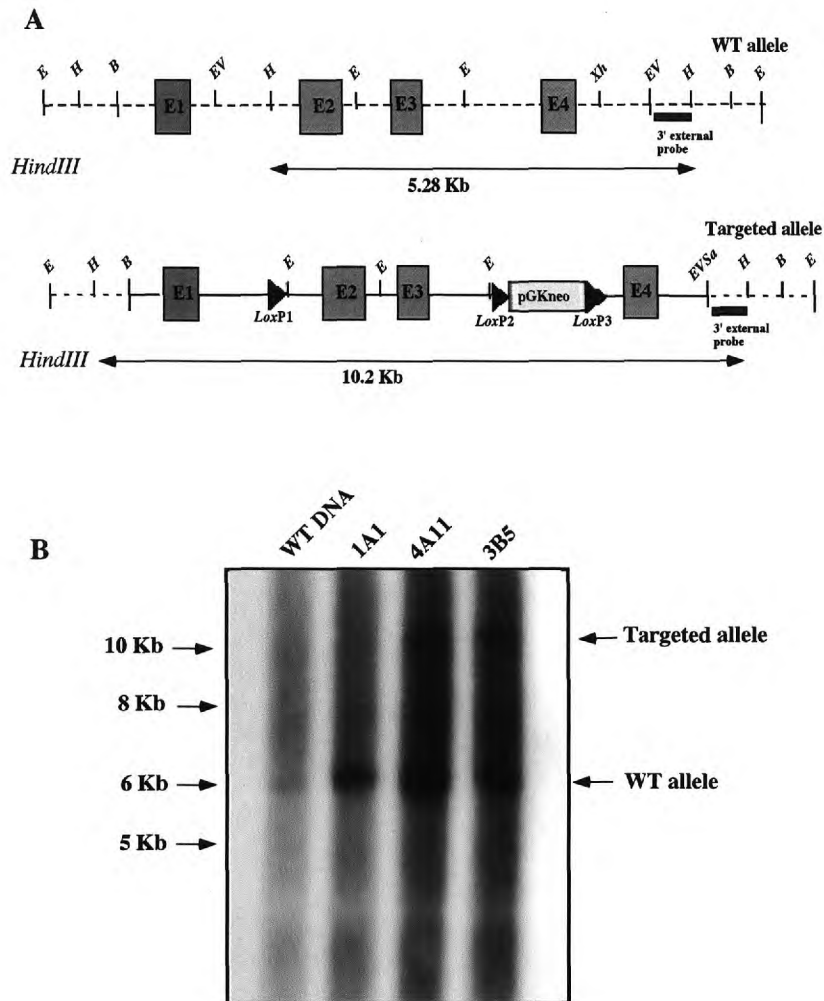 A
WT allele
E H B EV H E E Xh EV H B E
E1 E2 E3 E4
3' external
probe
HindIII
5.28 Kb
Targeted allele
E H B E E E EVSa H B E
E1 E2 E3 pGKneo E4
LoxP1 LoxP2 LoxP3
3' external
probe
HindIII
10.2 Kb
B
WT DNA 1A1 4A11 3B5
10 Kb Targeted allele
8 Kb
6 Kb WT allele
5 Kb